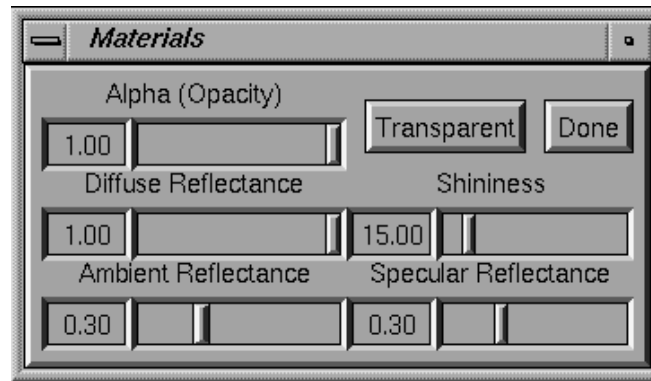 Materials
Alpha (Opacity)
1.00
Transparent
Done
Diffuse Reflectance
Shininess
1.00
15.00
Ambient Reflectance
Specular Reflectance
0.30
0.30